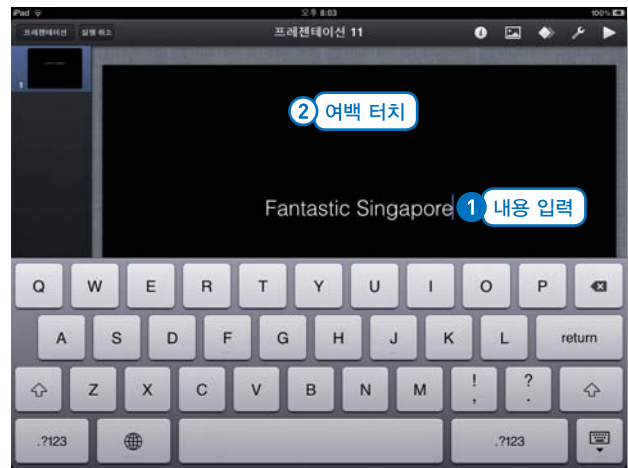 iPad 오후 8:03 100%
프레젠테이션 실행 취소 프레젠테이션 11
1
② 여백 터치
Fantastic Singapore ① 내용 입력
Q W E R T Y U I O P
A S D F G H J K L return
Z X C V B N M ! , ? .
.?123 .?123